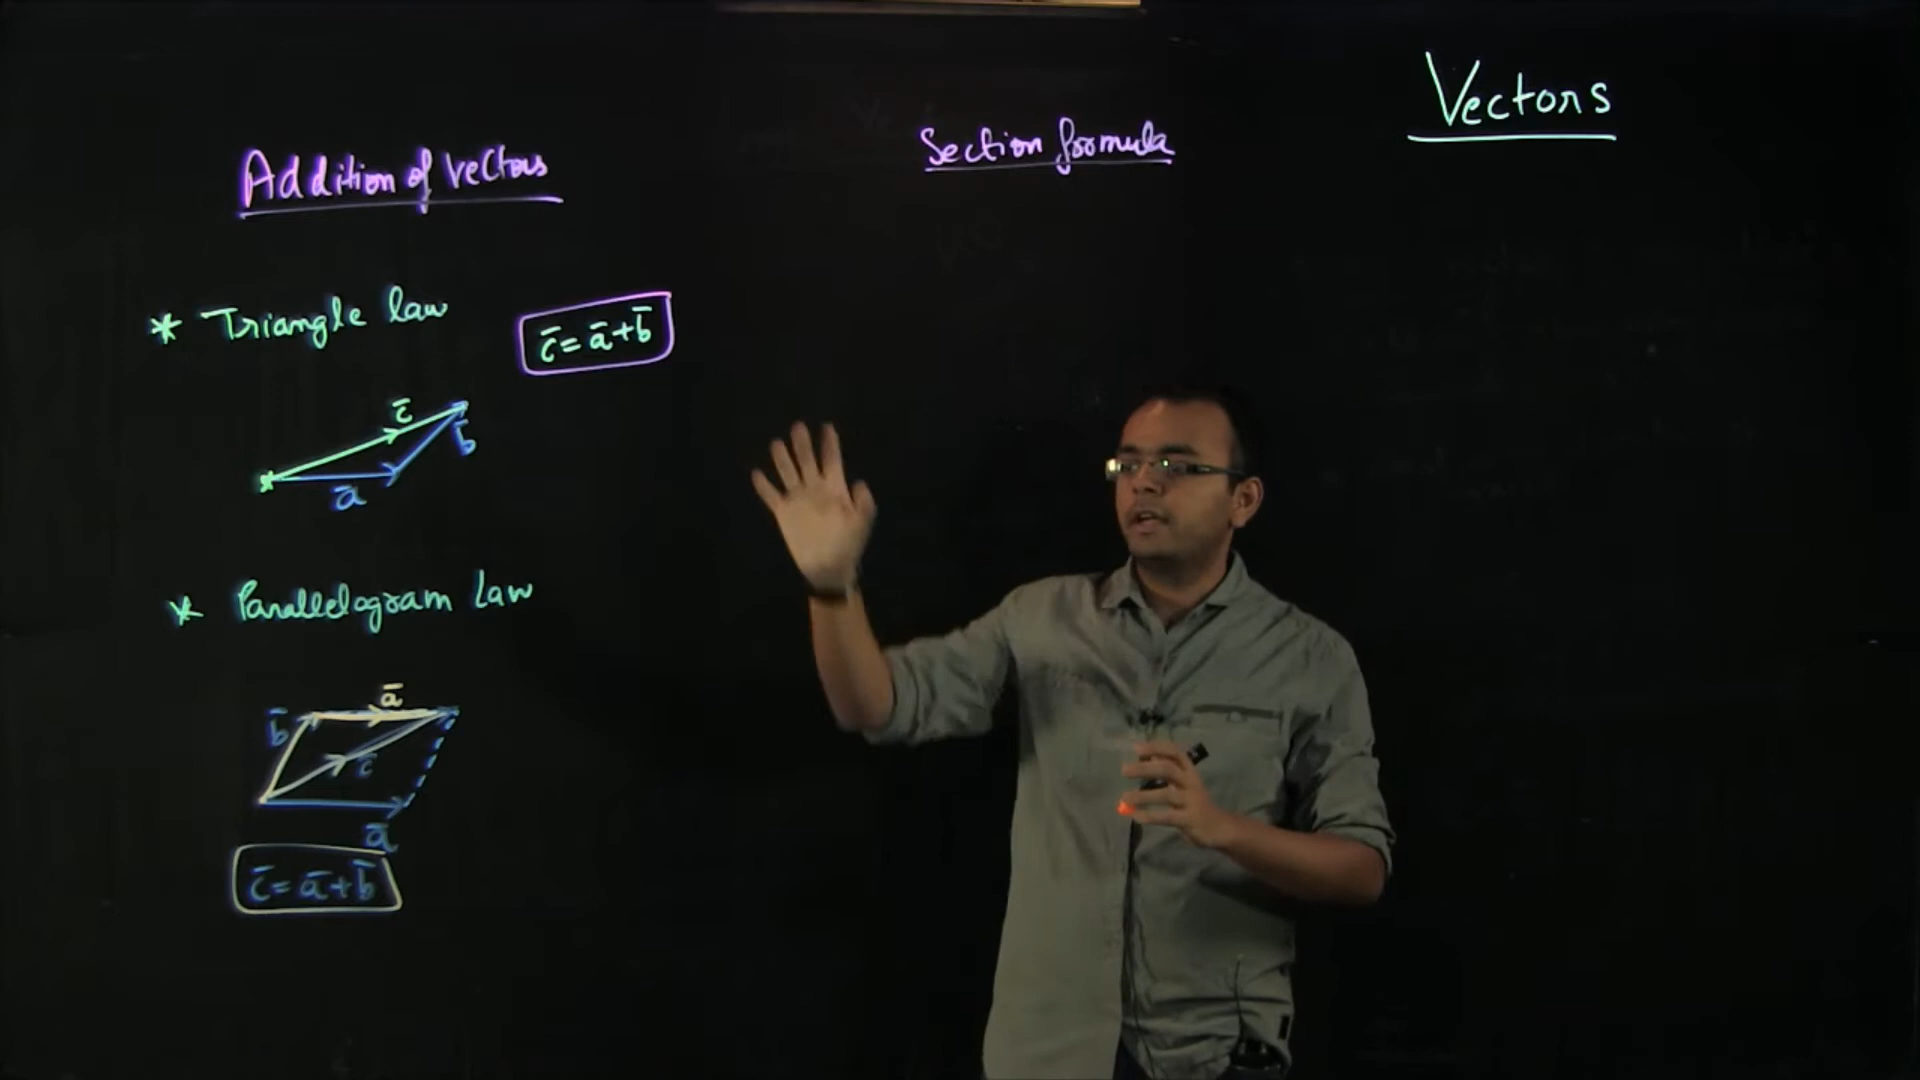 Vectors
Addition of vectors
Section formula
* Triangle law
c̄ = ā + b̄
c̄
b̄
ā
* Parallelogram Law
ā
b̄
c̄
ā
c̄ = ā + b̄